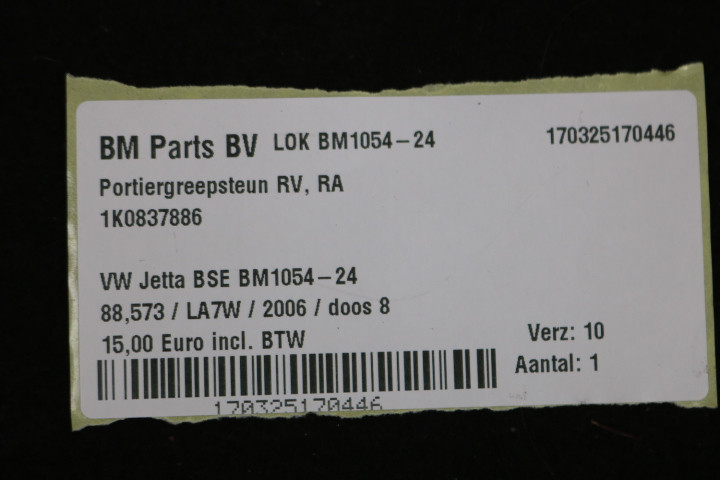 BM Parts BV LOK BM1054-24 170325170446
Portiergreepsteun RV, RA
1K0837886
VW Jetta BSE BM1054-24
88,573 / LA7W / 2006 / doos 8
15,00 Euro incl. BTW
Verz: 10
Aantal: 1
170325170446